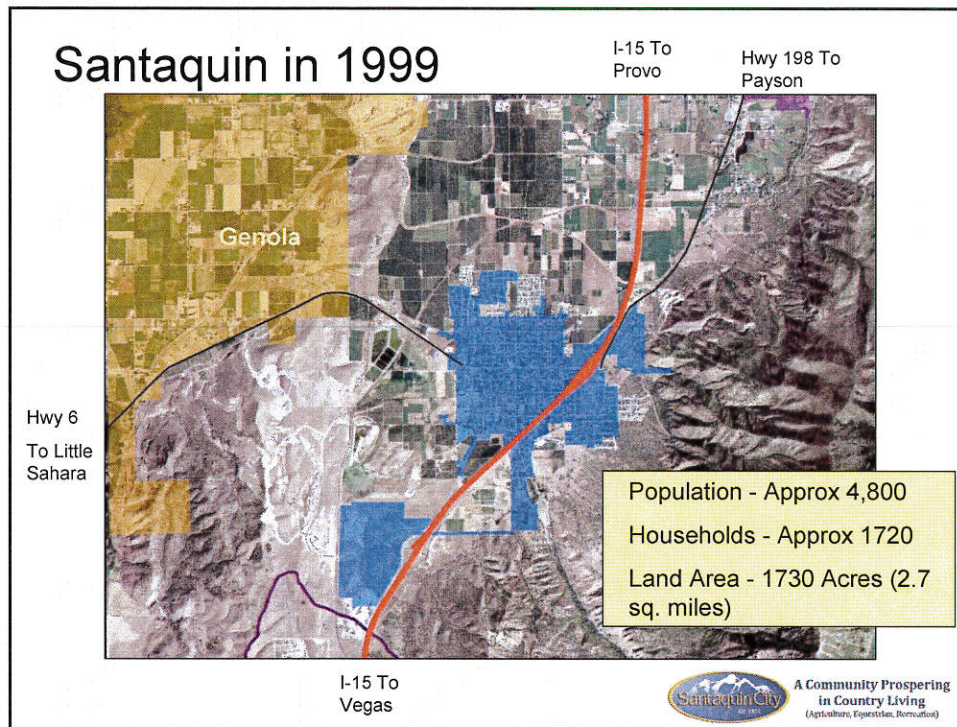 Santaquin in 1999
I-15 To
Provo
Hwy 198 To
Payson
Genola
Hwy 6
To Little
Sahara
Population - Approx 4,800
Households - Approx 1720
Land Area - 1730 Acres (2.7
sq. miles)
I-15 To
Vegas
Santaquin City
A Community Prospering
in Country Living
(Agriculture, Equestrian, Recreation)